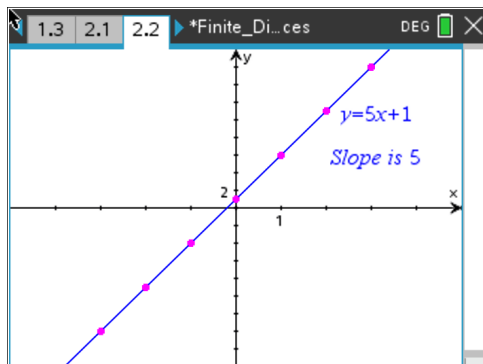 1.3 2.1 2.2 *Finite_Di...ces DEG
y
y=5x+1
Slope is 5
2
x
1